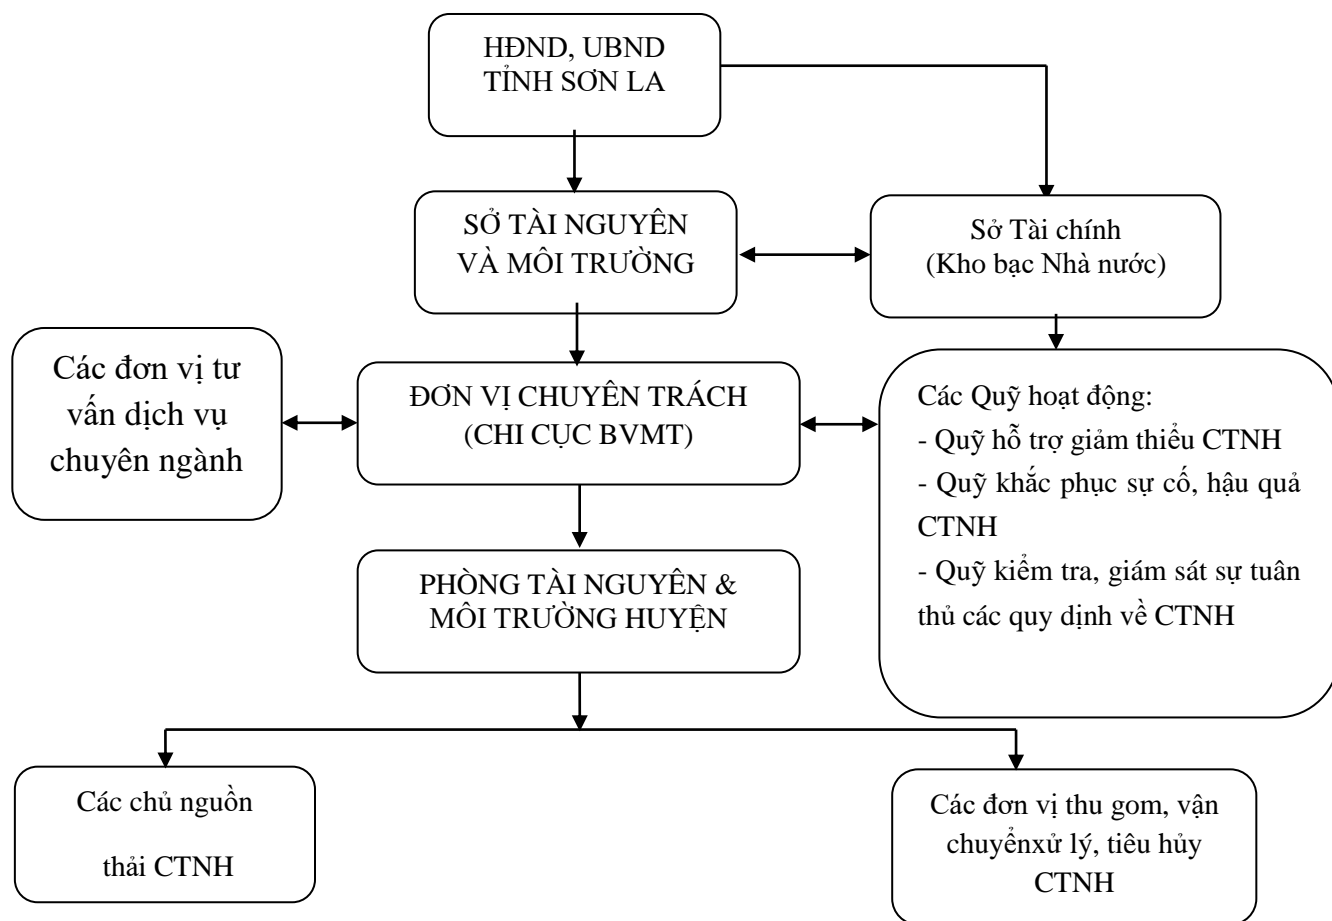 HĐND, UBND
TỈNH SƠN LA
SỞ TÀI NGUYÊN
VÀ MÔI TRƯỜNG
Sở Tài chính
(Kho bạc Nhà nước)
Các đơn vị tư
vấn dịch vụ
chuyên ngành
ĐƠN VỊ CHUYÊN TRÁCH
(CHI CỤC BVMT)
Các Quỹ hoạt động:
- Quỹ hỗ trợ giảm thiểu CTNH
- Quỹ khắc phục sự cố, hậu quả
CTNH
- Quỹ kiểm tra, giám sát sự tuân
thủ các quy dịnh về CTNH
PHÒNG TÀI NGUYÊN &
MÔI TRƯỜNG HUYỆN
Các chủ nguồn
thải CTNH
Các đơn vị thu gom, vận
chuyểnxử lý, tiêu hủy
CTNH